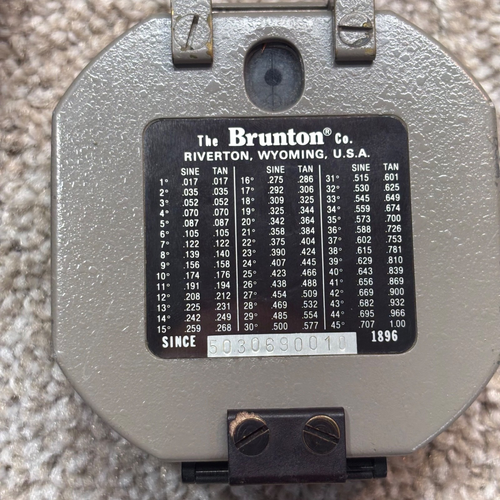 The Brunton® Co.
RIVERTON, WYOMING, U.S.A.
SINE TAN SINE TAN SINE TAN
1° .017 .017 16° .275 .286 31° .515 .601
2° .035 .035 17° .292 .306 32° .530 .625
3° .052 .052 18° .309 .325 33° .545 .649
4° .070 .070 19° .325 .344 34° .559 .674
5° .087 .087 20° .342 .364 35° .573 .700
6° .105 .105 21° .358 .384 36° .588 .726
7° .122 .122 22° .375 .404 37° .602 .753
8° .139 .140 23° .390 .424 38° .615 .781
9° .156 .158 24° .407 .445 39° .629 .810
10° .174 .176 25° .423 .466 40° .643 .839
11° .191 .194 26° .438 .488 41° .656 .869
12° .208 .212 27° .454 .509 42° .669 .900
13° .225 .231 28° .469 .532 43° .682 .932
14° .242 .249 29° .485 .554 44° .695 .966
15° .259 .268 30° .500 .577 45° .707 1.00
SINCE 5030690010 1896